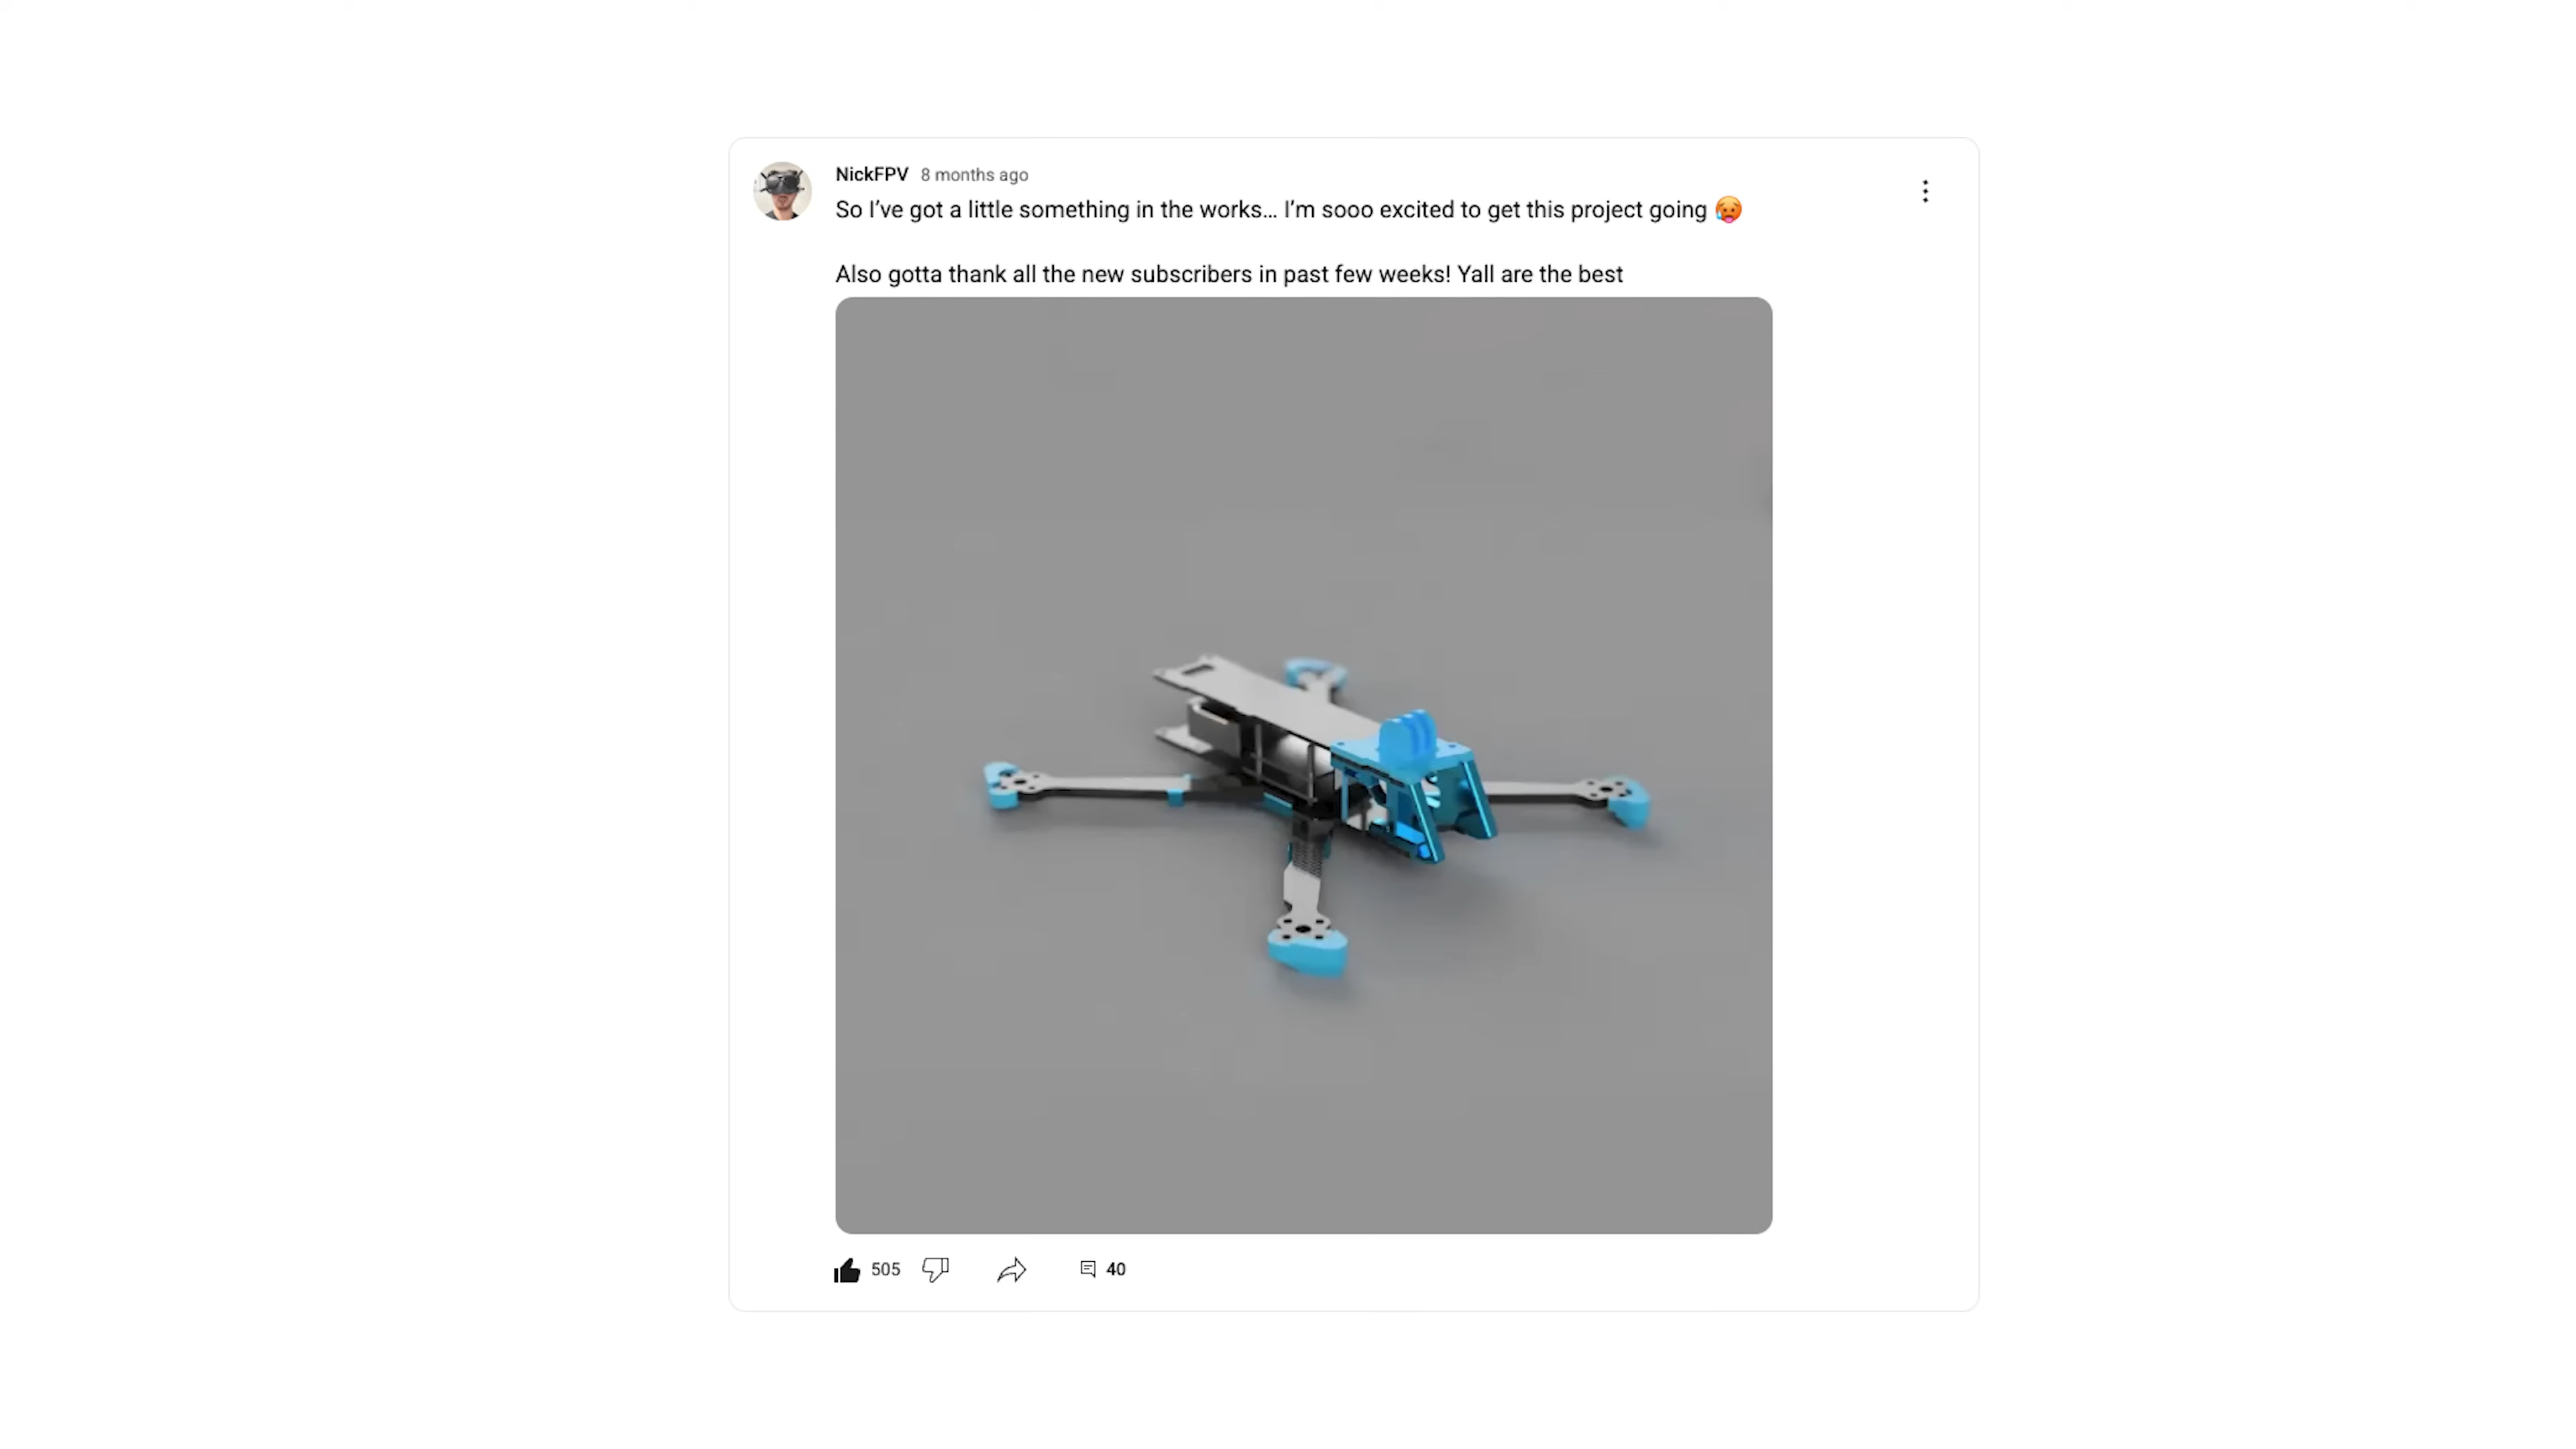 NickFPV 8 months ago
So I've got a little something in the works... I'm sooo excited to get this project going 🥵
Also gotta thank all the new subscribers in past few weeks! Yall are the best
505 40